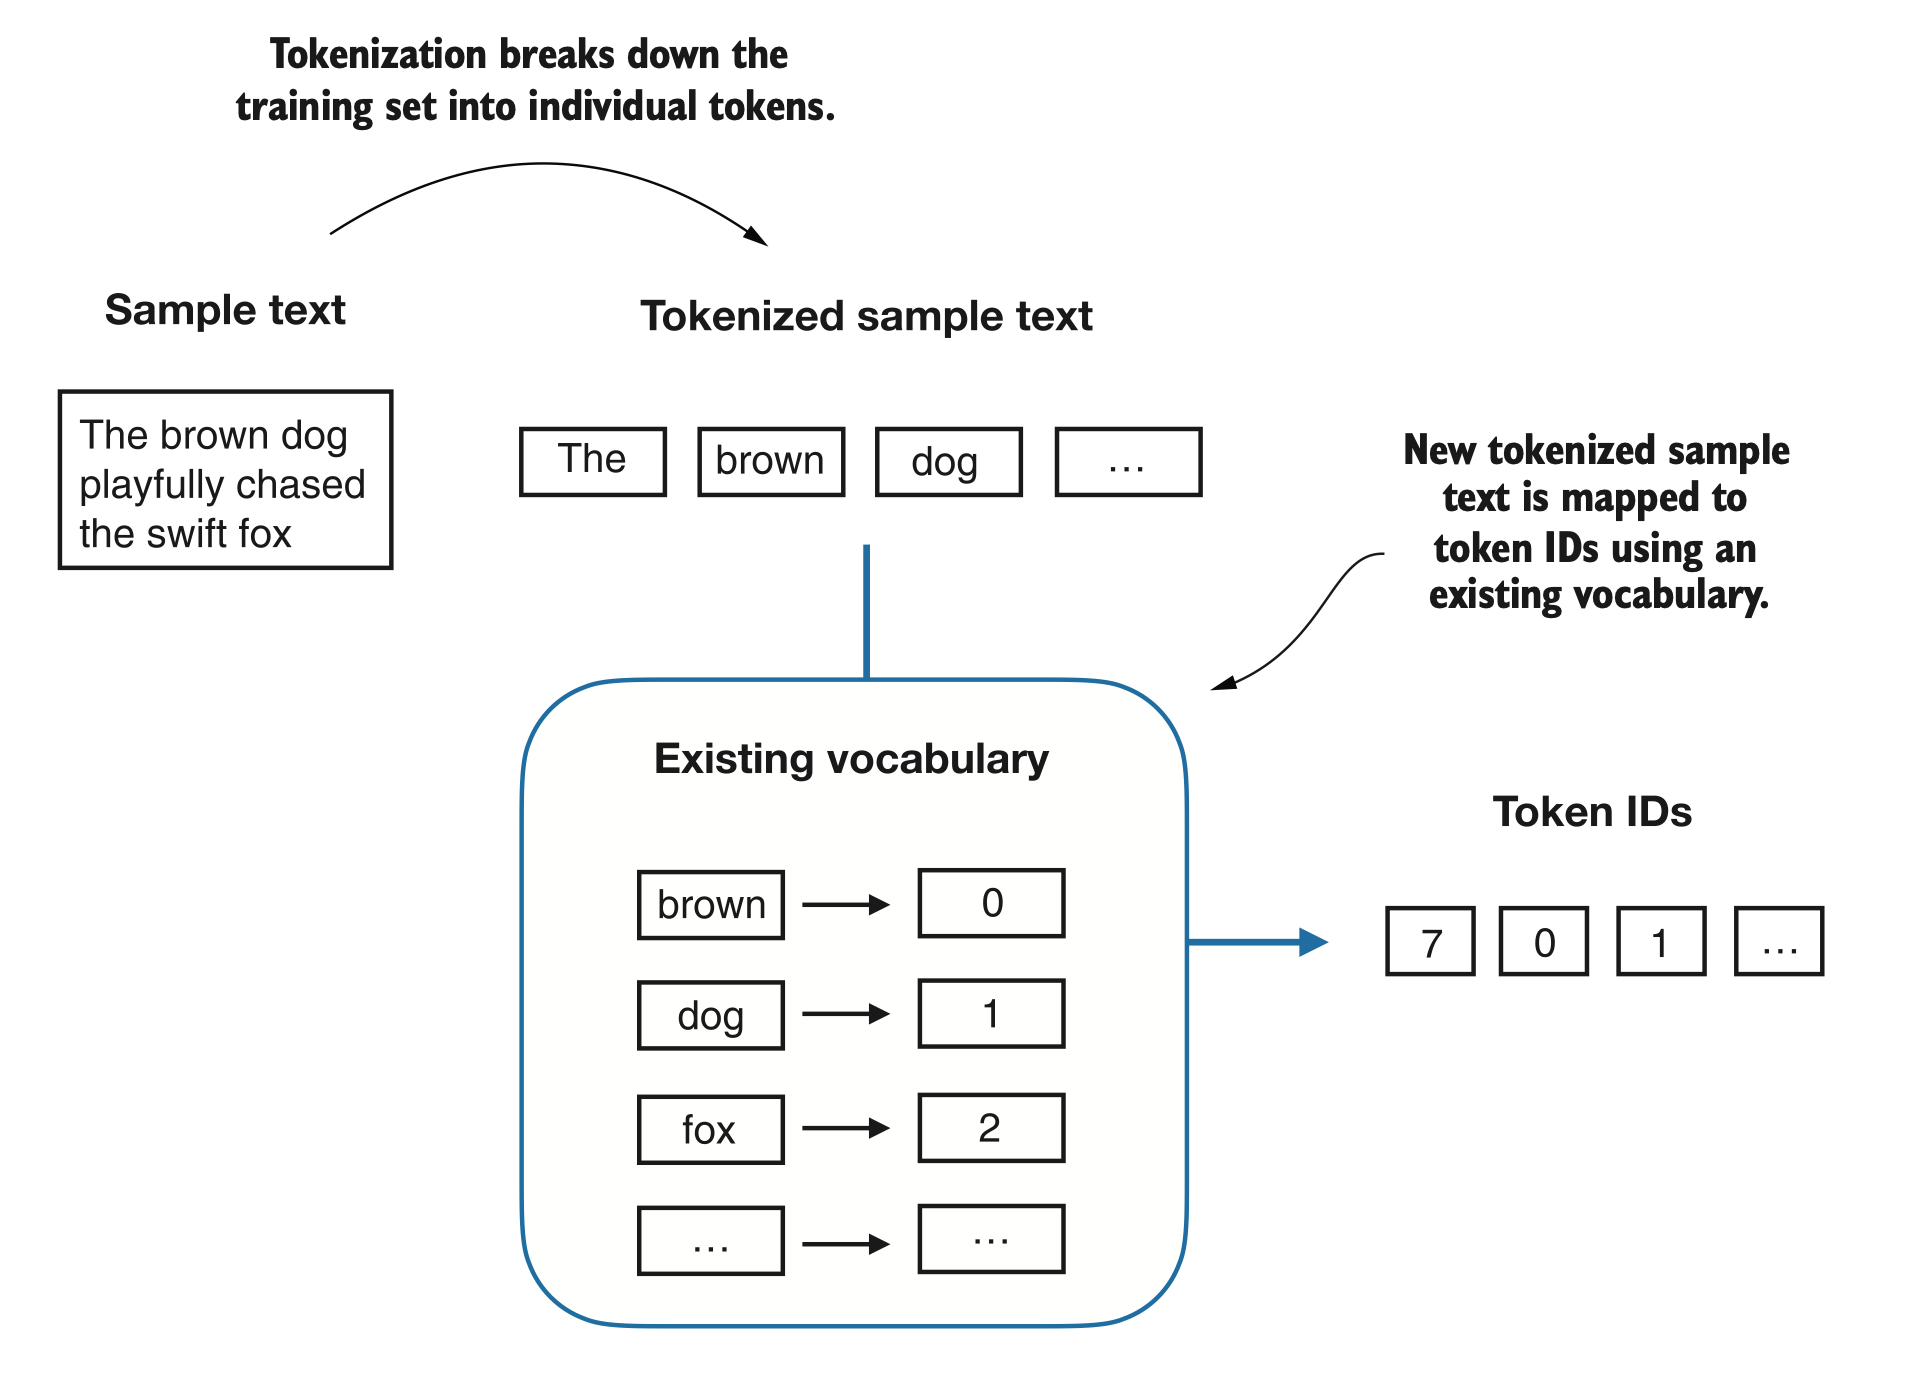 Tokenization breaks down the
training set into individual tokens.
Sample text
Tokenized sample text
The brown dog
playfully chased
the swift fox
The brown dog ...
New tokenized sample
text is mapped to
token IDs using an
existing vocabulary.
Existing vocabulary
brown 0
dog 1
fox 2
... ...
Token IDs
7 0 1 ...